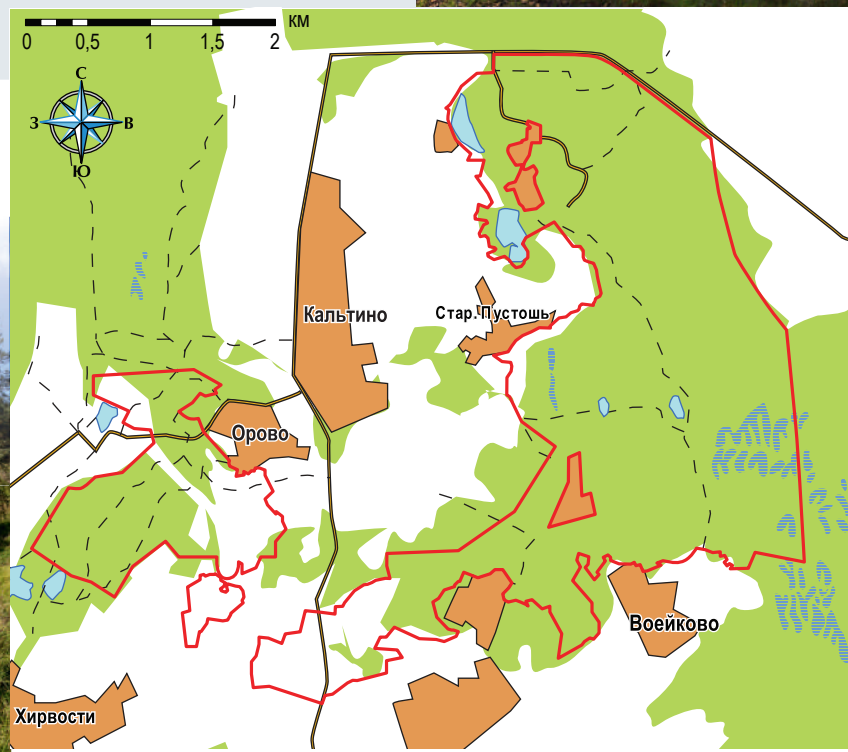 КМ
0 0,5 1 1,5 2
С
З В
Ю
Кальтино
Стар. Пустошь
Орово
Воейково
Хирвости